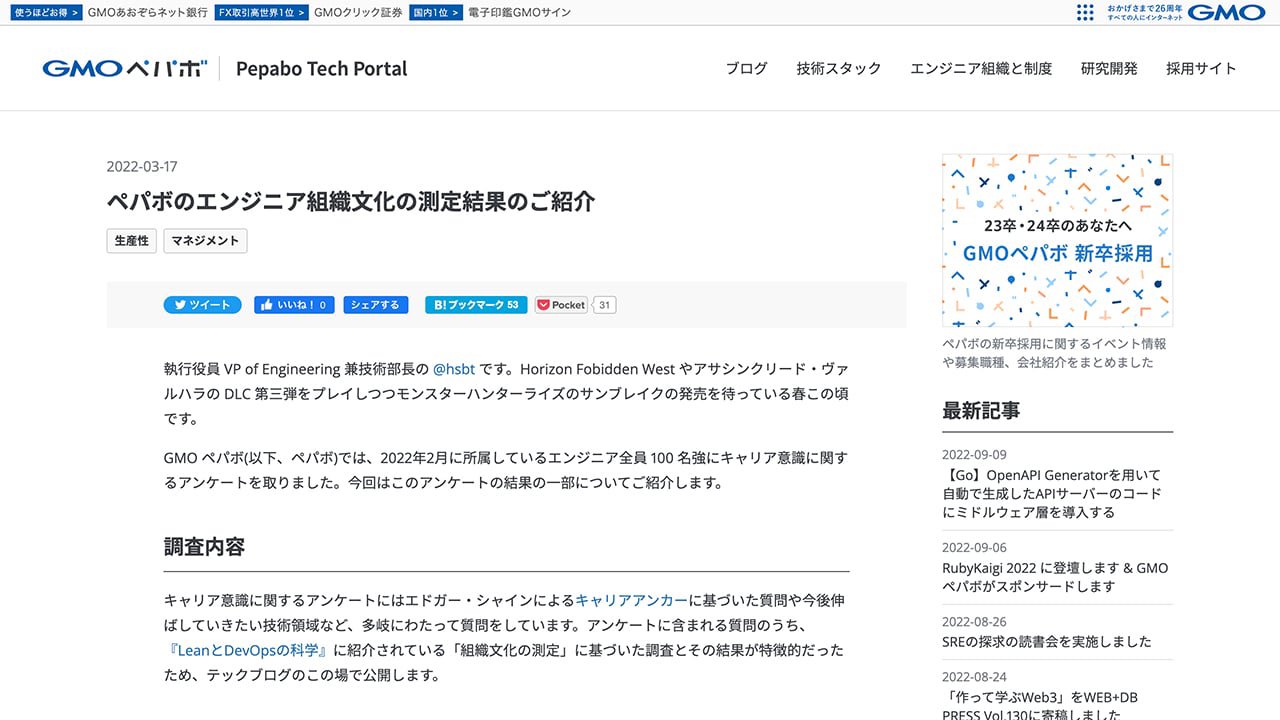 使うほどお得 > GMOあおぞらネット銀行 FX取引高世界1位 > GMOクリック証券 国内1位 > 電子印鑑GMOサイン
おかげさまで26周年
すべての人にインターネット
GMO
GMOペパボ Pepabo Tech Portal
ブログ 技術スタック エンジニア組織と制度 研究開発 採用サイト
2022-03-17
ペパボのエンジニア組織文化の測定結果のご紹介
生産性 マネジメント
ツイート いいね! 0 シェアする B!ブックマーク 53 Pocket 31
執行役員 VP of Engineering 兼技術部長の @hsbt です。Horizon Fobidden West やアサシンクリード・ヴァ
ルハラの DLC 第三弾をプレイしつつモンスターハンターライズのサンブレイクの発売を待っている春この頃
です。
GMO ペパボ(以下、ペパボ)では、2022年2月に所属しているエンジニア全員 100 名強にキャリア意識に関す
るアンケートを取りました。今回はこのアンケートの結果の一部についてご紹介します。
調査内容
キャリア意識に関するアンケートにはエドガー・シャインによるキャリアアンカーに基づいた質問や今後伸
ばしていきたい技術領域など、多岐にわたって質問をしています。アンケートに含まれる質問のうち、
『LeanとDevOpsの科学』に紹介されている「組織文化の測定」に基づいた調査とその結果が特徴的だった
ため、テックブログのこの場で公開します。
23卒・24卒のあなたへ
GMOペパボ 新卒採用
ペパボの新卒採用に関するイベント情報
や募集職種、会社紹介をまとめました
最新記事
2022-09-09
【Go】OpenAPI Generatorを用いて
自動で生成したAPIサーバーのコード
にミドルウェア層を導入する
2022-09-06
RubyKaigi 2022 に登壇します & GMO
ペパボがスポンサードします
2022-08-26
SREの探求の読書会を実施しました
2022-08-24
「作って学ぶWeb3」をWEB+DB
PRESS Vol.130に寄稿しました